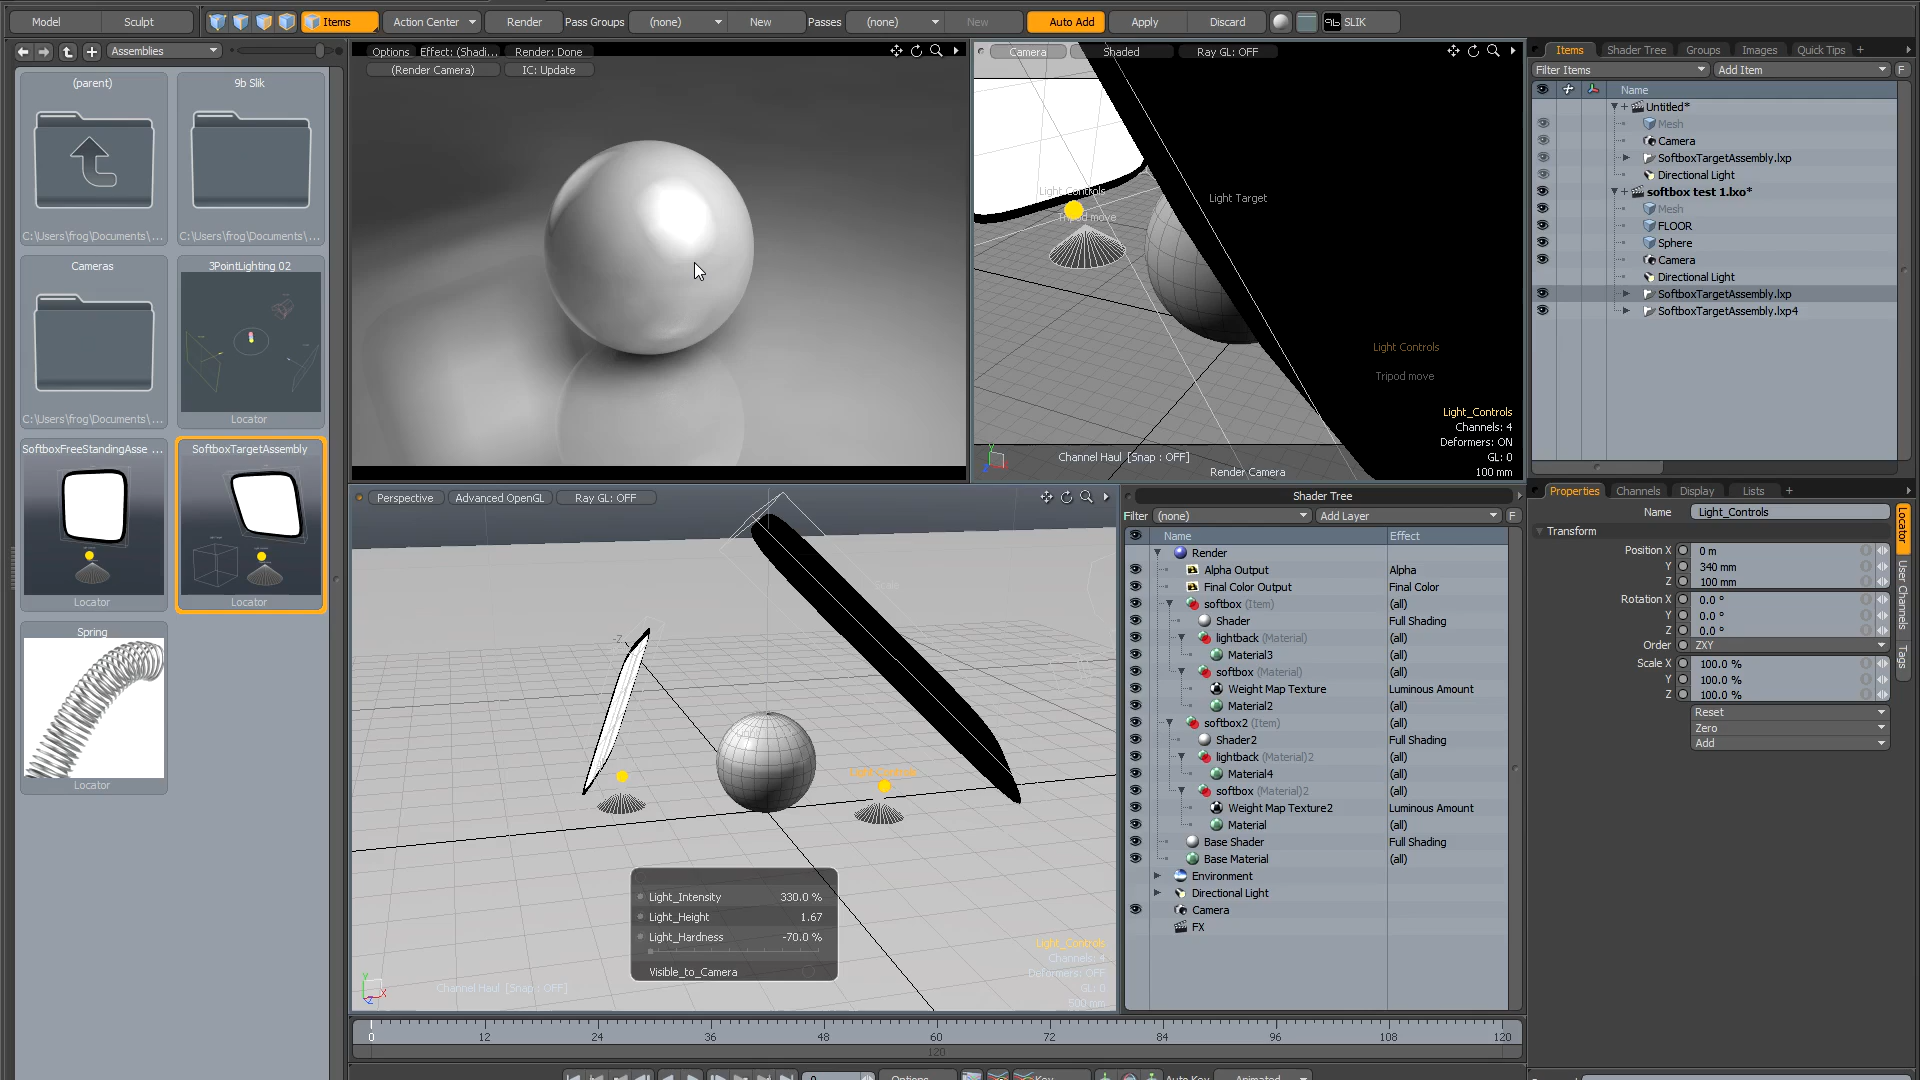 Model Sculpt Items Action Center Render Pass Groups (none) New Passes (none) New Auto Add Apply Discard SLIK
Assemblies
(parent) 9b Slik
C:\Users\frog\Documents\... C:\Users\frog\Documents\...
Cameras 3PointLighting 02
C:\Users\frog\Documents\... Locator
SoftboxFreeStandingAsse ... SoftboxTargetAssembly
Locator Locator
Spring
Locator
Options Effect: (Shadi... Render: Done
(Render Camera) IC: Update
Camera Shaded Ray GL: OFF
Light Controls
Light Target
Tripod move
Light Controls
Tripod move
Light_Controls
Channels: 4
Deformers: ON
GL: 0
100 mm
Channel Haul [Snap : OFF]
Render Camera
Perspective Advanced OpenGL Ray GL: OFF
Scale
-Z
Light Controls
Light_Intensity 330.0 %
Light_Height 1.67
Light_Hardness -70.0 %
Visible_to_Camera
Light_Controls
Channels: 4
Deformers: OFF
GL: 0
500 mm
Channel Haul [Snap : OFF]
Y
X
Z
Shader Tree
Filter (none) Add Layer F
Name Effect
Render
Alpha Output Alpha
Final Color Output Final Color
softbox (Item) (all)
Shader Full Shading
lightback (Material) (all)
Material3 (all)
softbox (Material) (all)
Weight Map Texture Luminous Amount
Material2 (all)
softbox2 (Item) (all)
Shader2 Full Shading
lightback (Material)2 (all)
Material4 (all)
softbox (Material)2 (all)
Weight Map Texture2 Luminous Amount
Material (all)
Base Shader Full Shading
Base Material (all)
Environment
Directional Light
Camera
FX
Items Shader Tree Groups Images Quick Tips +
Filter Items Add Item F
Name
Untitled*
Mesh
Camera
SoftboxTargetAssembly.lxp
Directional Light
softbox test 1.lxo*
Mesh
FLOOR
Sphere
Camera
Directional Light
SoftboxTargetAssembly.lxp
SoftboxTargetAssembly.lxp4
Properties Channels Display Lists +
Name Light_Controls
Transform
Position X 0 m
Y 340 mm
Z 100 mm
Rotation X 0.0 °
Y 0.0 °
Z 0.0 °
Order ZXY
Scale X 100.0 %
Y 100.0 %
Z 100.0 %
Reset
Zero
Add
Locator
User Channels
Tags
0 12 24 36 48 60 72 84 96 108 120
120
0 Options Key Auto Key Animated